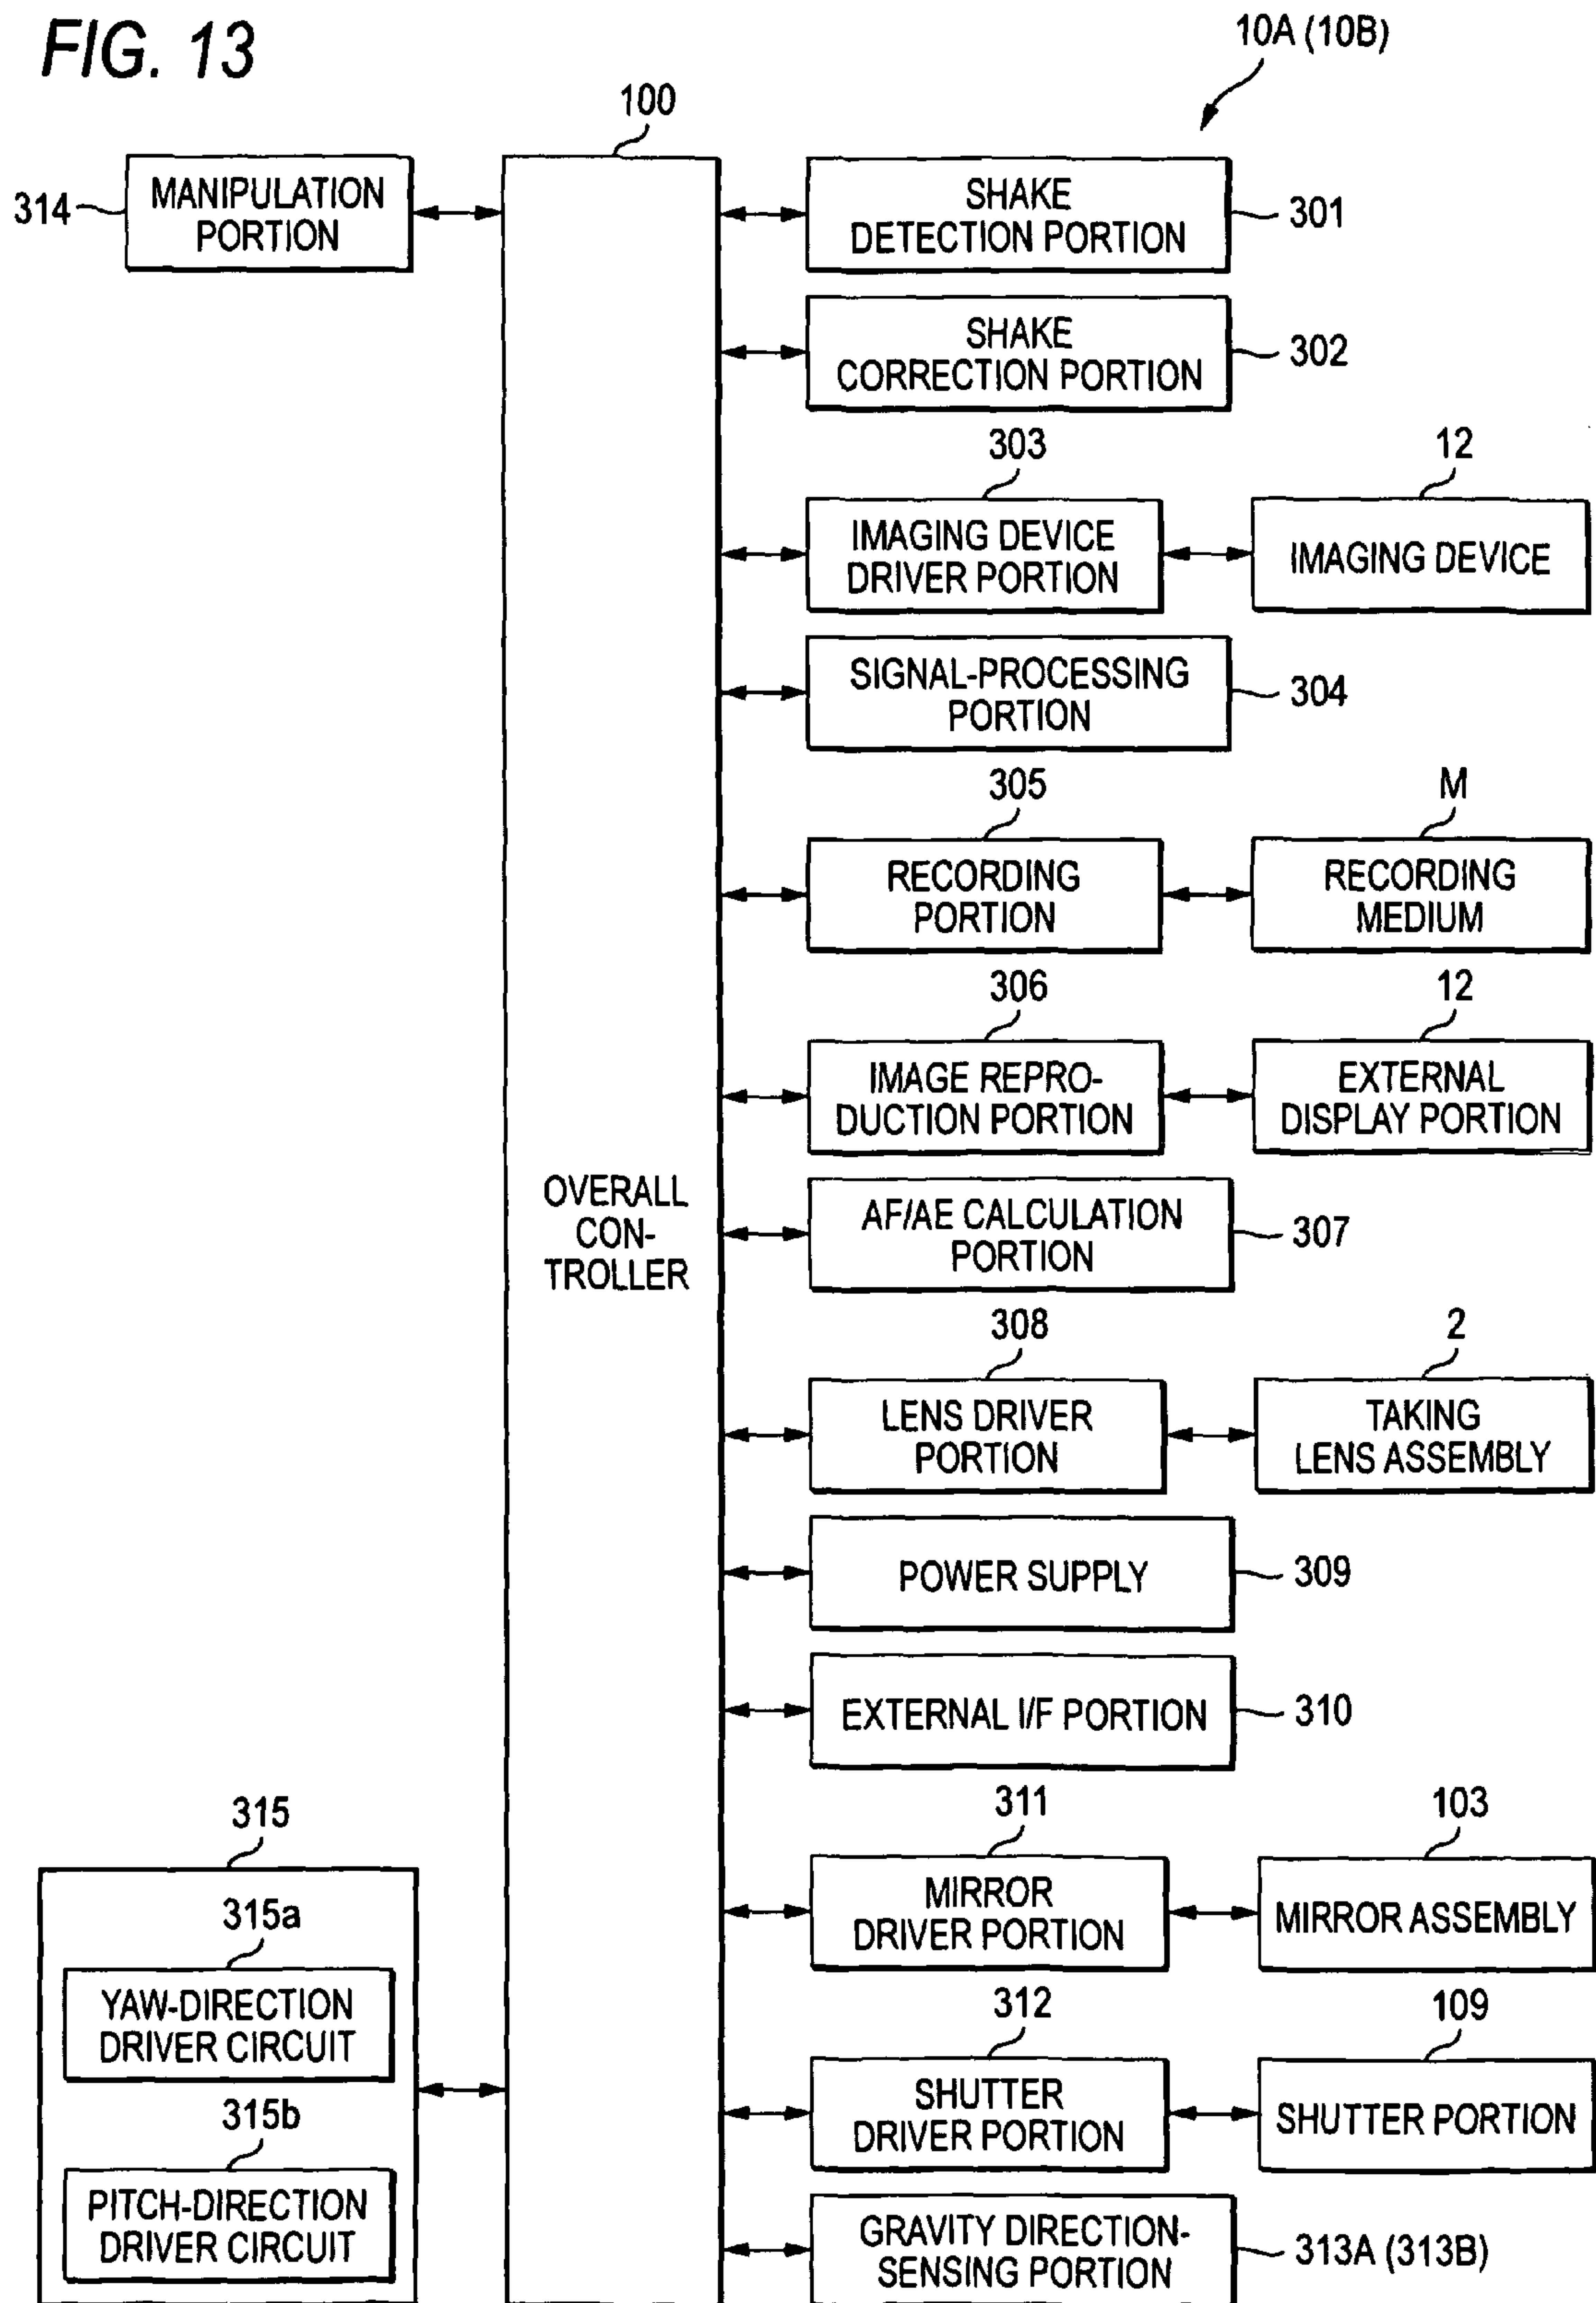 FIG. 13
10A (10B)
100
314
MANIPULATION
PORTION
SHAKE
DETECTION PORTION
301
SHAKE
CORRECTION PORTION
302
303
12
IMAGING DEVICE
DRIVER PORTION
IMAGING DEVICE
SIGNAL-PROCESSING
PORTION
304
305
M
RECORDING
PORTION
RECORDING
MEDIUM
306
12
IMAGE REPRO-
DUCTION PORTION
EXTERNAL
DISPLAY PORTION
OVERALL
CON-
TROLLER
AF/AE CALCULATION
PORTION
307
308
2
LENS DRIVER
PORTION
TAKING
LENS ASSEMBLY
POWER SUPPLY
309
EXTERNAL I/F PORTION
310
311
103
MIRROR
DRIVER PORTION
MIRROR ASSEMBLY
315
315a
YAW-DIRECTION
DRIVER CIRCUIT
315b
PITCH-DIRECTION
DRIVER CIRCUIT
312
109
SHUTTER
DRIVER PORTION
SHUTTER PORTION
GRAVITY DIRECTION-
SENSING PORTION
313A (313B)